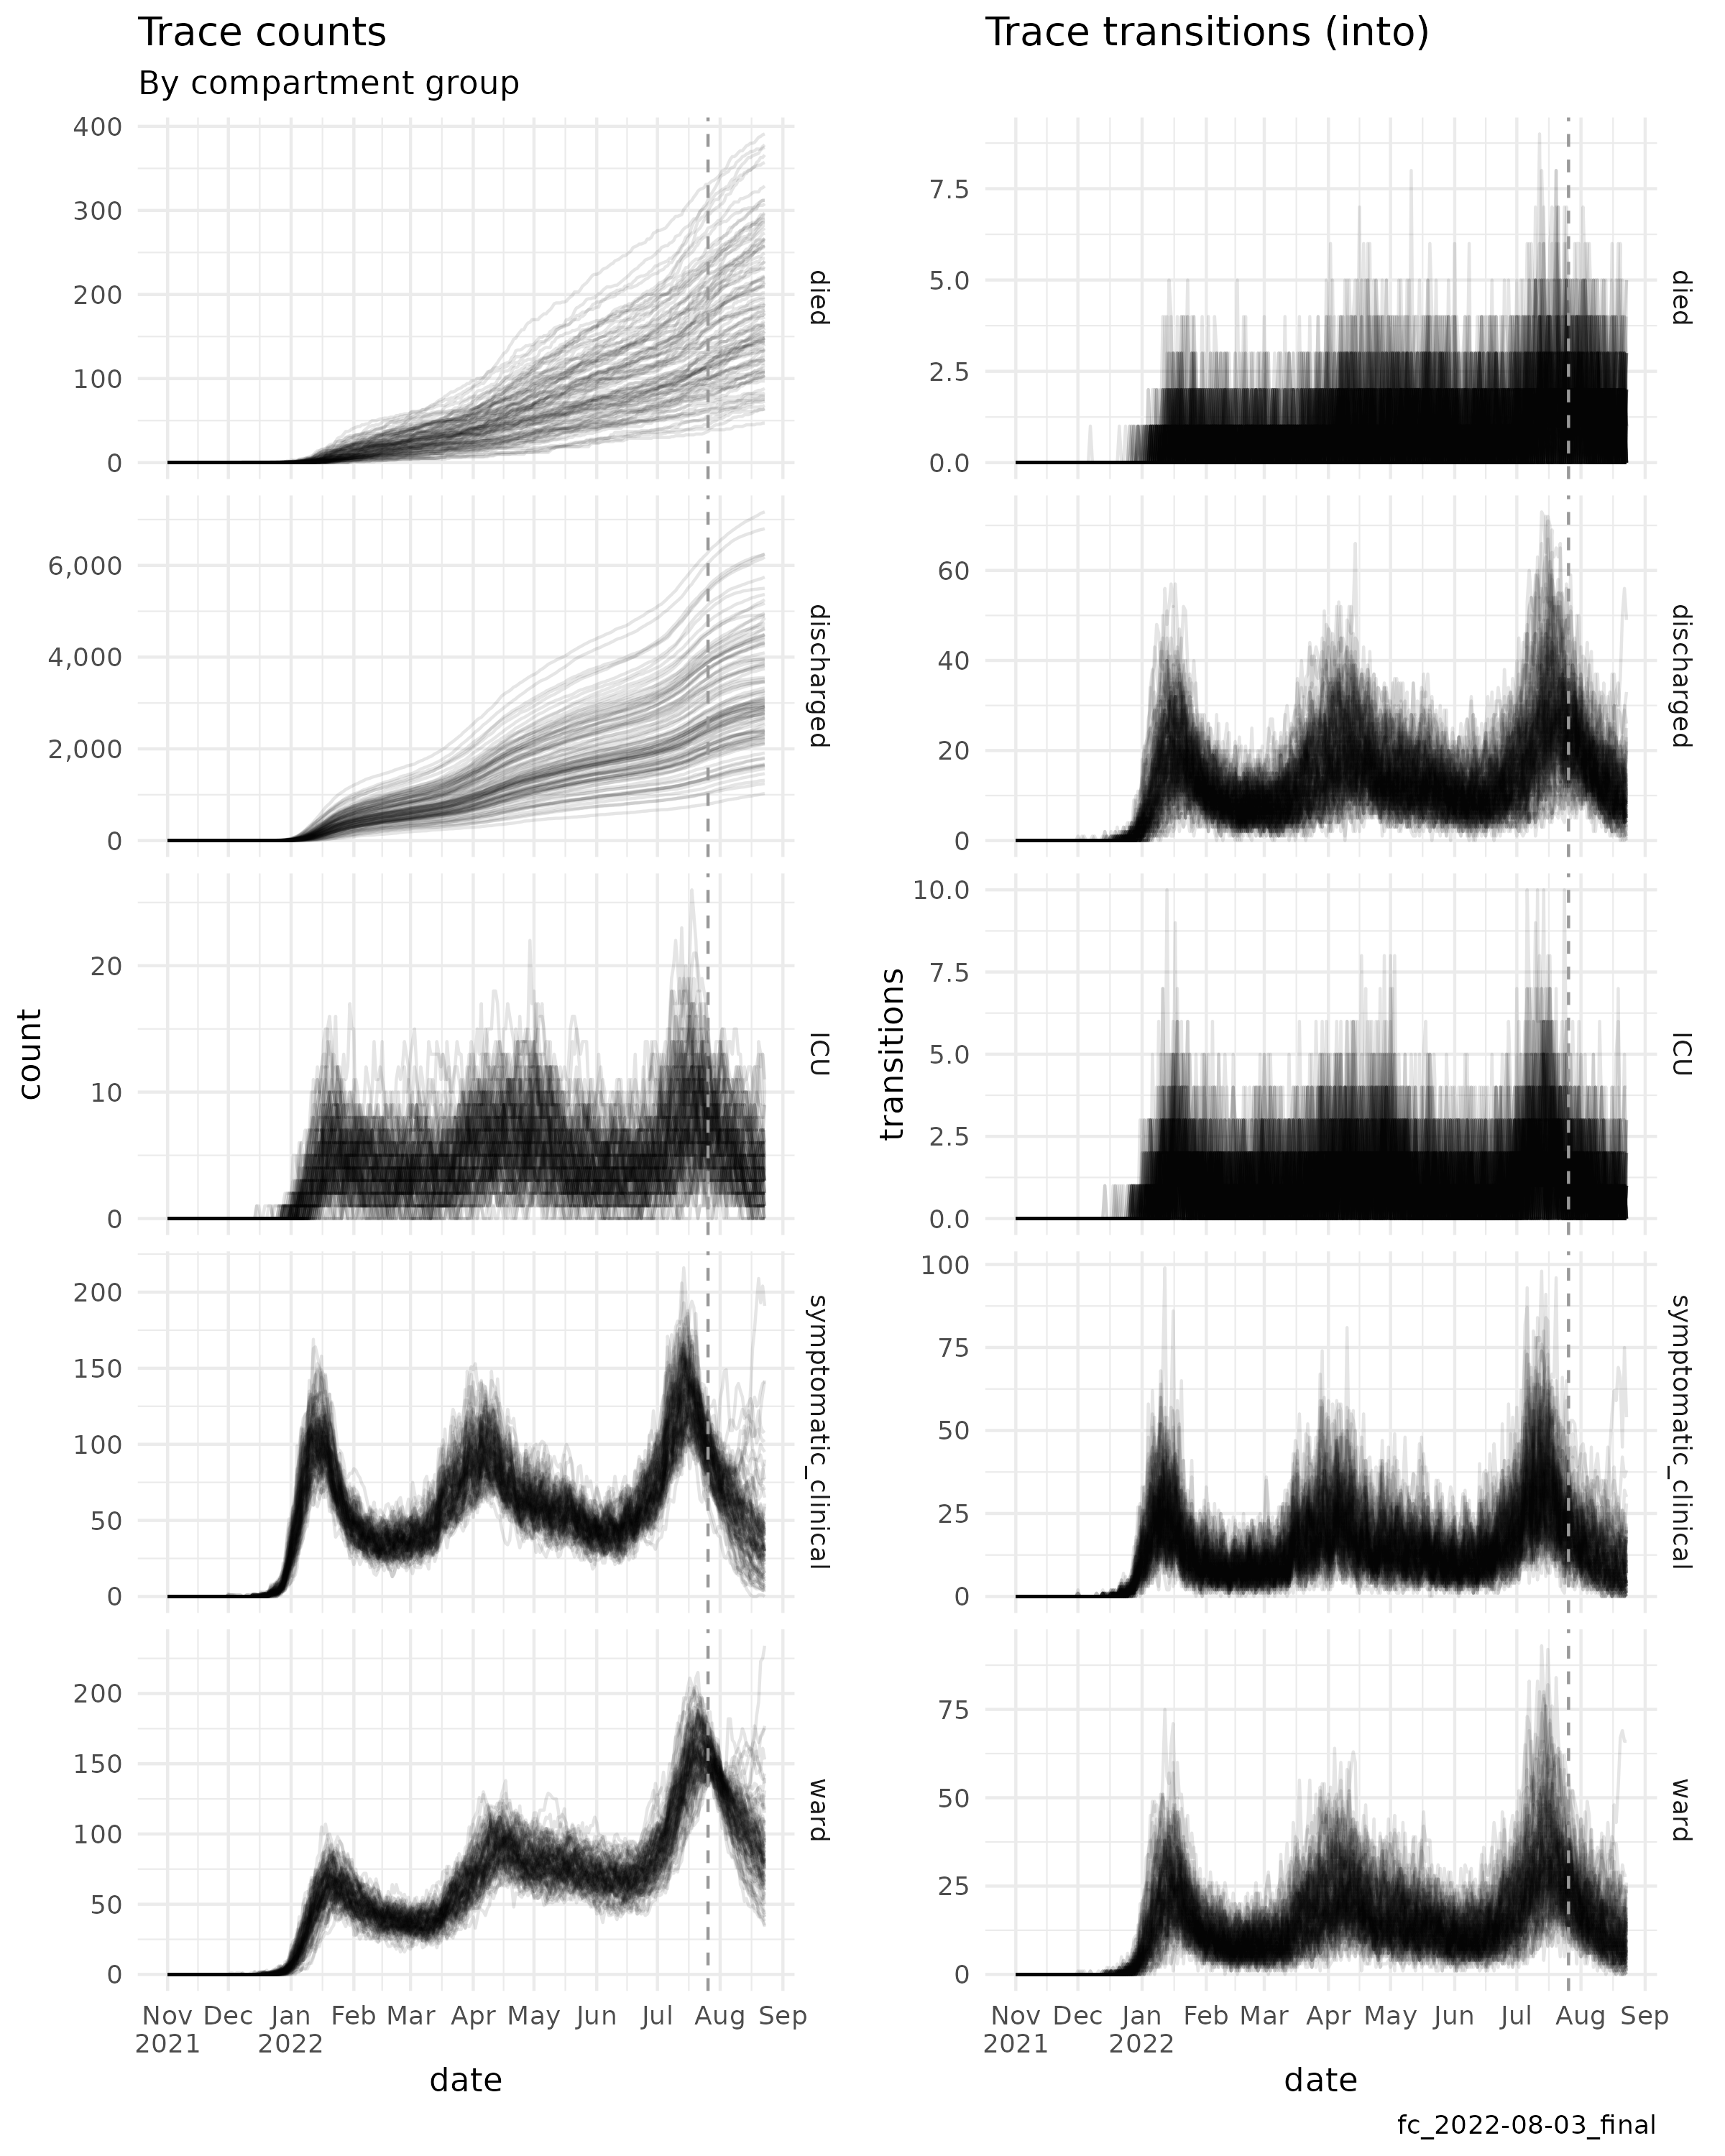 Trace counts
By compartment group
Trace transitions (into)
400
300
200
100
0
died
7.5
5.0
2.5
0.0
died
6,000
4,000
2,000
0
discharged
60
40
20
0
discharged
count
20
10
0
ICU
transitions
10.0
7.5
5.0
2.5
0.0
ICU
200
150
100
50
0
symptomatic_clinical
100
75
50
25
0
symptomatic_clinical
200
150
100
50
0
ward
75
50
25
0
ward
Nov Dec Jan Feb Mar Apr May Jun Jul Aug Sep
2021 2022
date
Nov Dec Jan Feb Mar Apr May Jun Jul Aug Sep
2021 2022
date
fc_2022-08-03_final